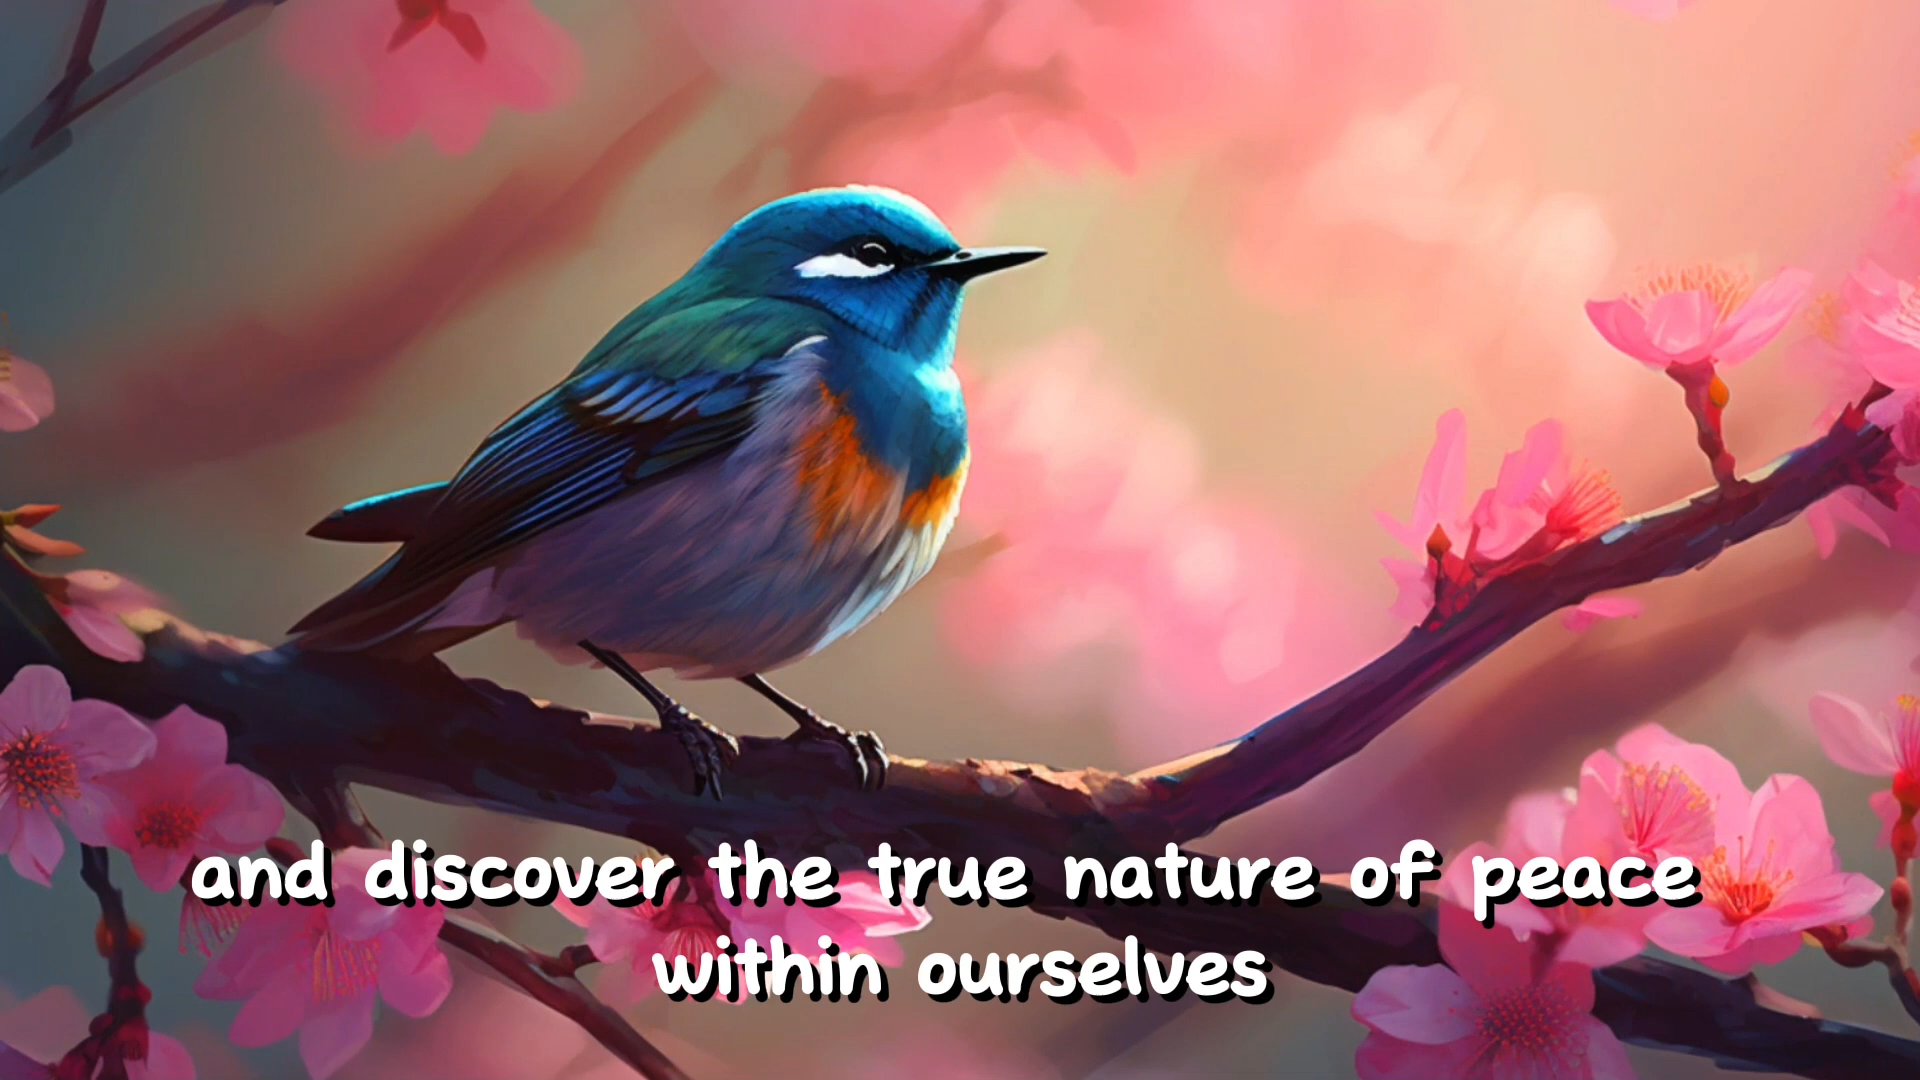 and discover the true nature of peace
within ourselves